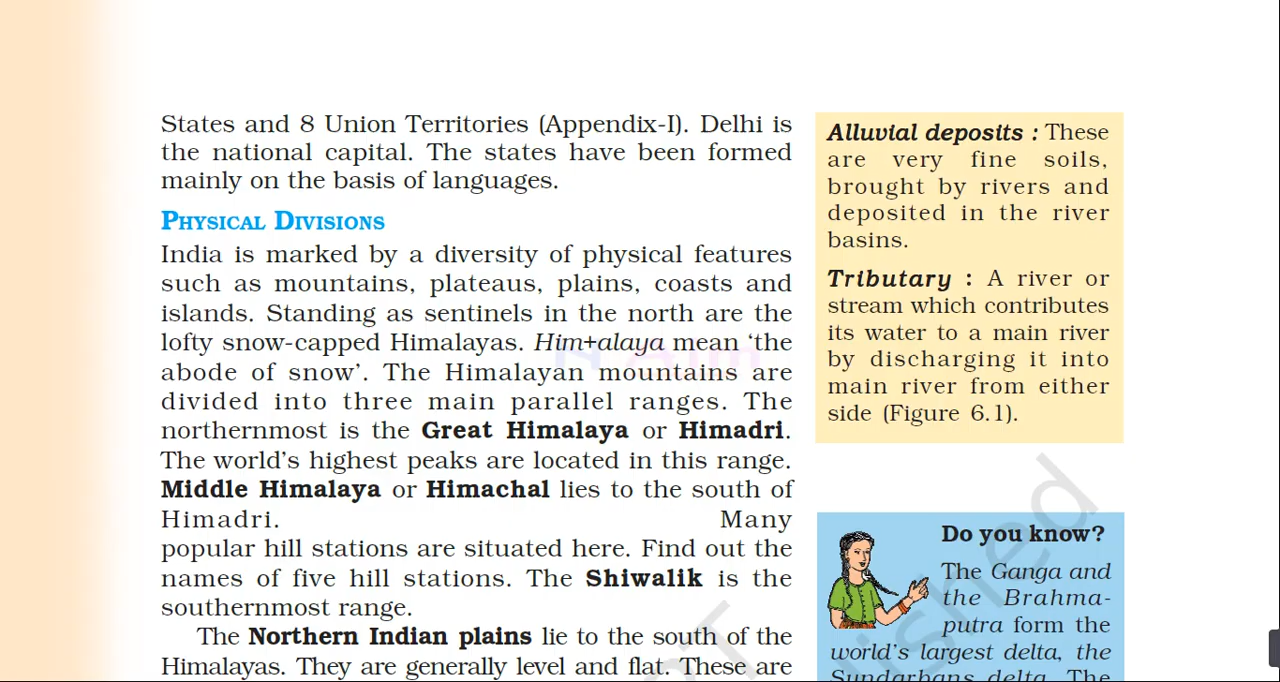 States and 8 Union Territories (Appendix-I). Delhi is
the national capital. The states have been formed
mainly on the basis of languages.
PHYSICAL DIVISIONS
India is marked by a diversity of physical features
such as mountains, plateaus, plains, coasts and
islands. Standing as sentinels in the north are the
lofty snow-capped Himalayas. Him+alaya mean ‘the
abode of snow’. The Himalayan mountains are
divided into three main parallel ranges. The
northernmost is the Great Himalaya or Himadri.
The world’s highest peaks are located in this range.
Middle Himalaya or Himachal lies to the south of
Himadri. Many
popular hill stations are situated here. Find out the
names of five hill stations. The Shiwalik is the
southernmost range.
The Northern Indian plains lie to the south of the
Himalayas. They are generally level and flat. These are
Alluvial deposits : These
are very fine soils,
brought by rivers and
deposited in the river
basins.
Tributary : A river or
stream which contributes
its water to a main river
by discharging it into
main river from either
side (Figure 6.1).
Do you know?
The Ganga and
the Brahma-
putra form the
world’s largest delta, the
Sundarbans delta. The